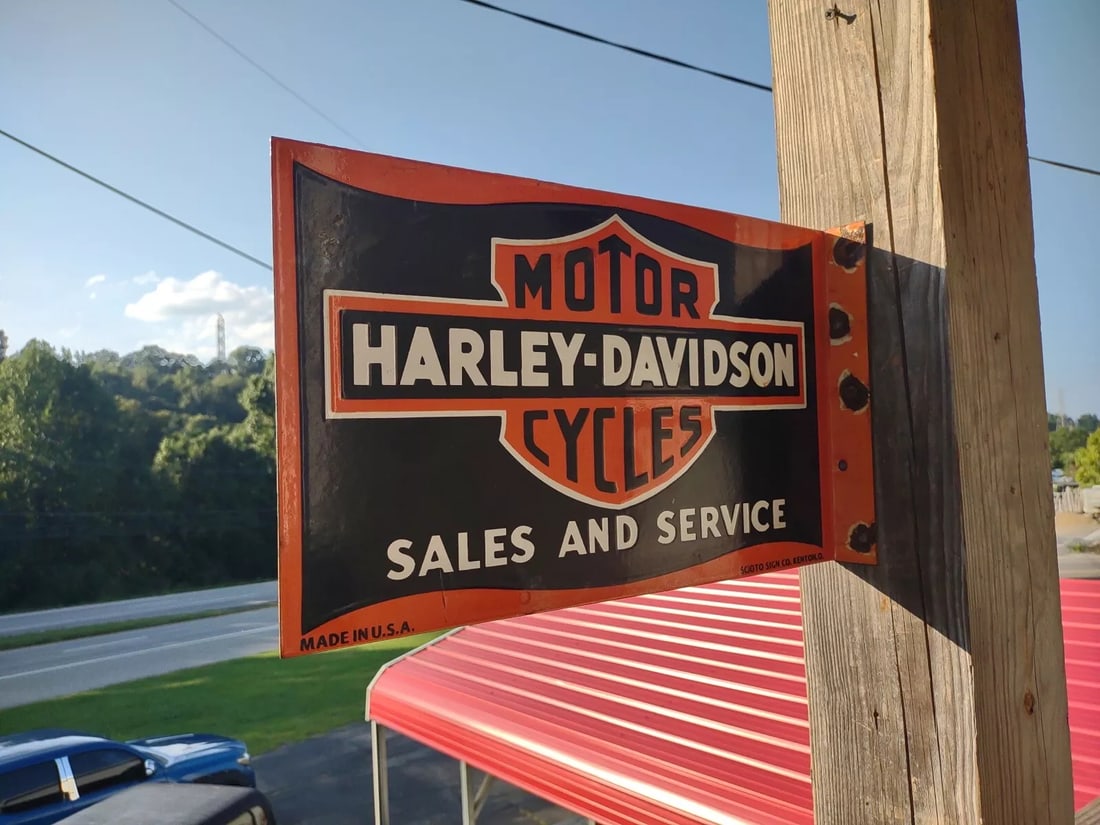 MOTOR
HARLEY-DAVIDSON
CYCLES
SALES AND SERVICE
SCIOTO SIGN CO. KENTON, O.
MADE IN U.S.A.